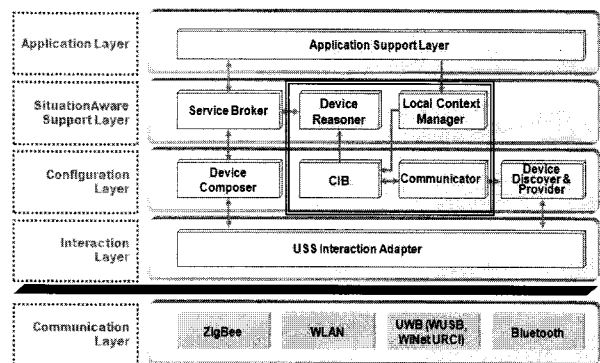 Application Layer
Application Support Layer
SituationAware
Support Layer
Service Broker
Device
Reasoner
Local Context
Manager
Configuration
Layer
Device
Composer
CIB
Communicator
Device
Discover &
Provider
Interaction
Layer
USS Interaction Adapter
Communication
Layer
ZigBee
WLAN
UWB (WUSB,
WiNet URCI)
Bluetooth